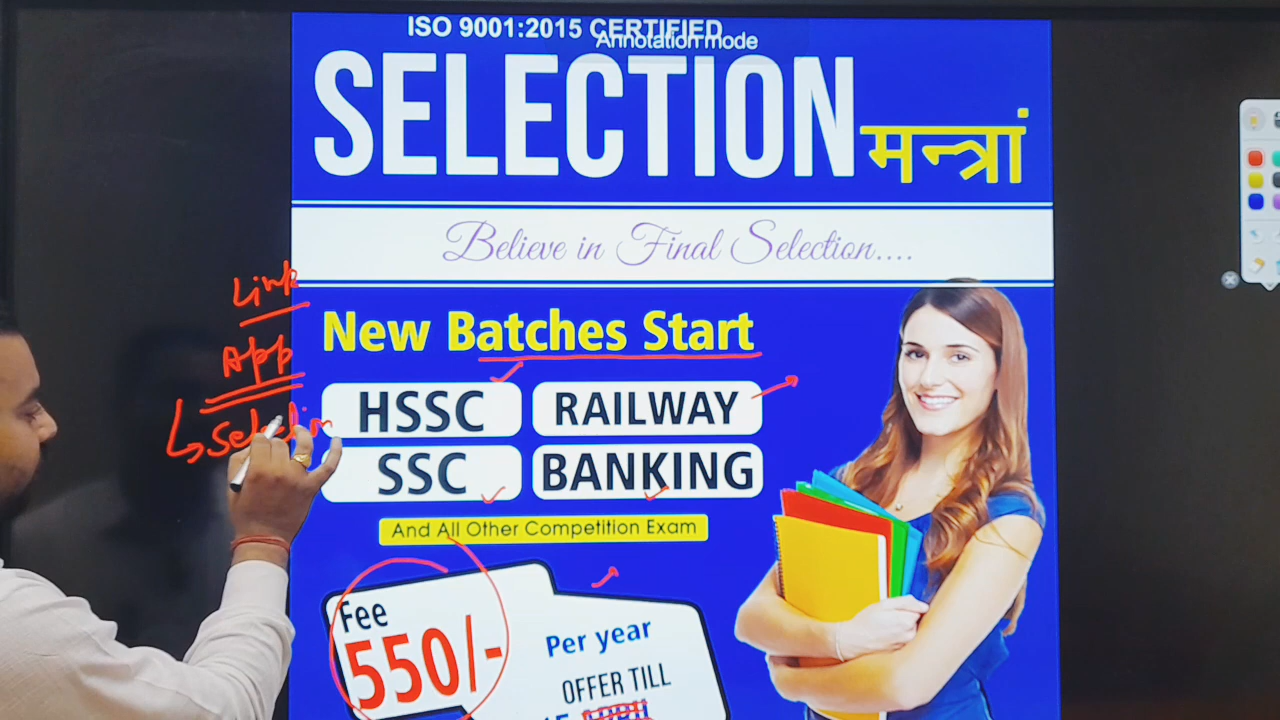 ISO 9001:2015 CERTIFIED
Annotation mode
SELECTION मन्त्रां
Believe in Final Selection....
Link
New Batches Start
App
HSSC RAILWAY
Selection
SSC BANKING
And All Other Competition Exam
Fee
550/-
Per year
OFFER TILL